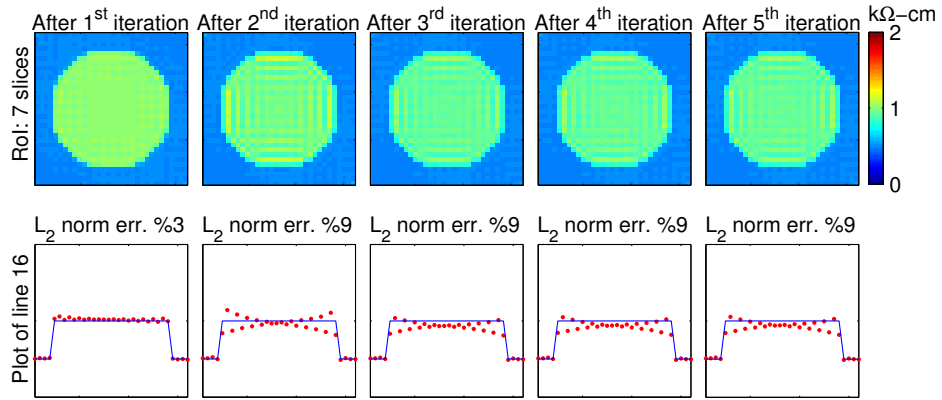 After 1st iteration After 2nd iteration After 3rd iteration After 4th iteration After 5th iteration kΩ−cm
RoI: 7 slices
2
1
0
L2 norm err. %3 L2 norm err. %9 L2 norm err. %9 L2 norm err. %9 L2 norm err. %9
Plot of line 16